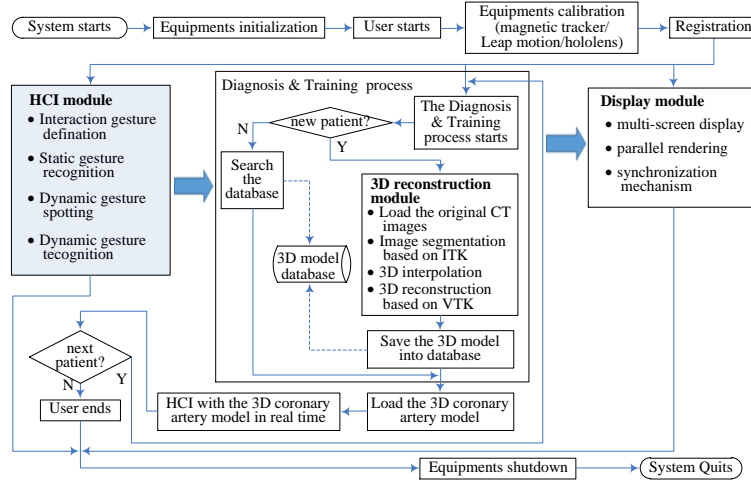 System starts
Equipments initialization
User starts
Equipments calibration
(magnetic tracker/
Leap motion/hololens)
Registration
HCI module
• Interaction gesture
defination
• Static gesture
recognition
• Dynamic gesture
spotting
• Dynamic gesture
tecognition
Diagnosis & Training process
new patient?
N
Y
The Diagnosis
& Training
process starts
Search
the
database
3D model
database
3D reconstruction
module
• Load the original CT
images
• Image segmentation
based on ITK
• 3D interpolation
• 3D reconstruction
based on VTK
Save the 3D model
into database
Display module
• multi-screen display
• parallel rendering
• synchronization
mechanism
next
patient?
N
Y
User ends
HCI with the 3D coronary
artery model in real time
Load the 3D coronary
artery model
Equipments shutdown
System Quits